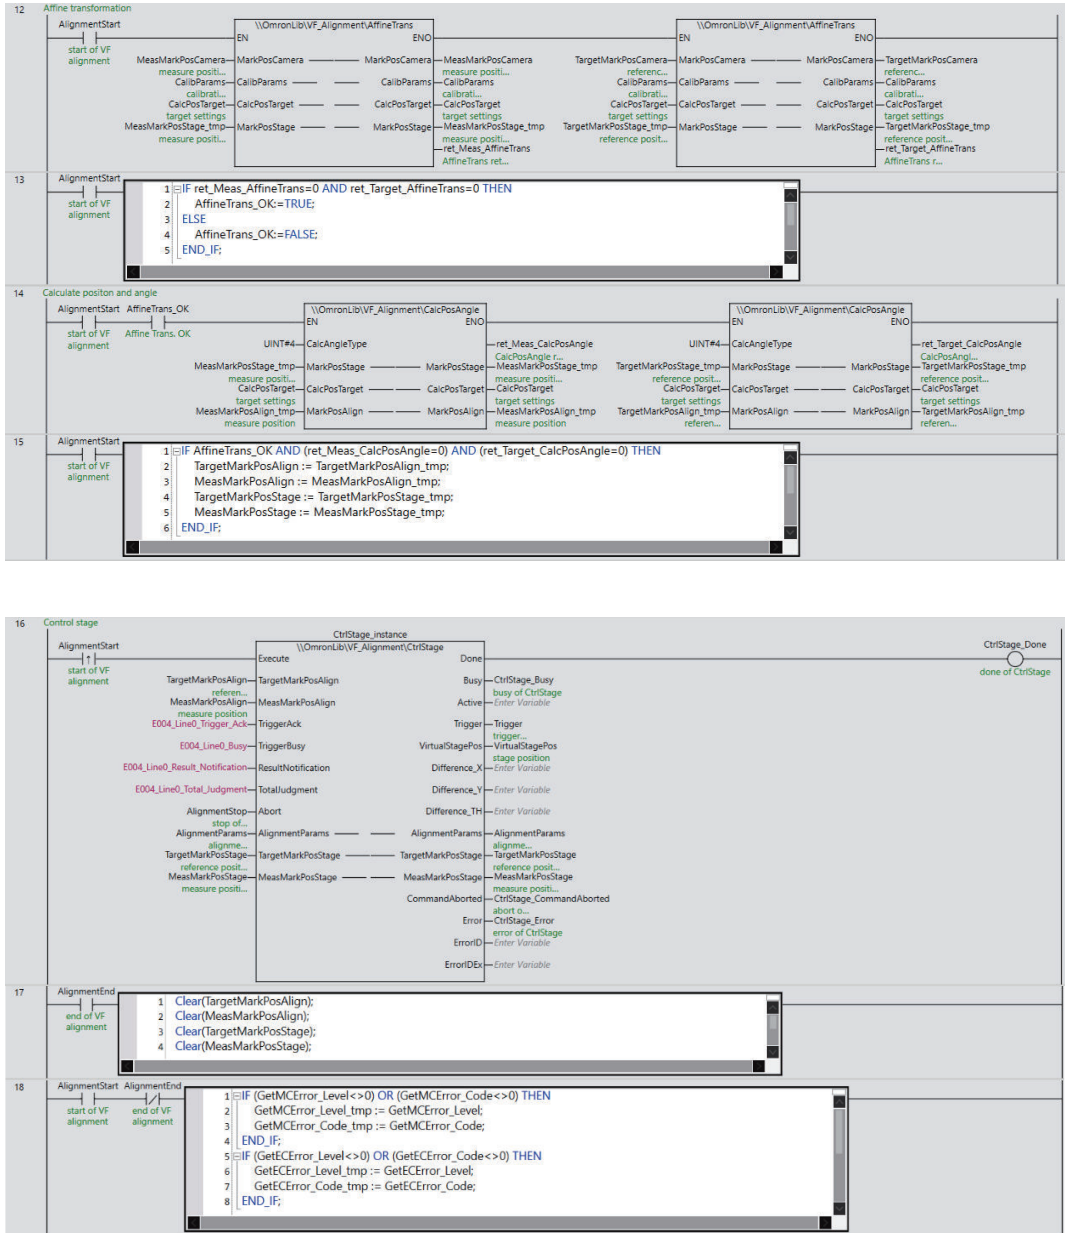 12 Affine transformation
AlignmentStart \\OmronLib\VF_Alignment\AffineTrans \\OmronLib\VF_Alignment\AffineTrans
EN ENO EN ENO
start of VF
alignment MeasMarkPosCamera MarkPosCamera MarkPosCamera MeasMarkPosCamera TargetMarkPosCamera MarkPosCamera MarkPosCamera TargetMarkPosCamera
measure positi... measure positi... referenc... referenc...
CalibParams CalibParams CalibParams CalibParams CalibParams CalibParams CalibParams CalibParams
calibrati... calibrati... calibrati... calibrati...
CalcPosTarget CalcPosTarget CalcPosTarget CalcPosTarget CalcPosTarget CalcPosTarget CalcPosTarget CalcPosTarget
target settings target settings target settings target settings
MeasMarkPosStage_tmp MarkPosStage MarkPosStage MeasMarkPosStage_tmp TargetMarkPosStage_tmp MarkPosStage MarkPosStage TargetMarkPosStage_tmp
measure positi... measure positi... reference posit... reference posit...
ret_Meas_AffineTrans ret_Target_AffineTrans
AffineTrans ret... AffineTrans r...
13 AlignmentStart
start of VF
alignment
1 IF ret_Meas_AffineTrans=0 AND ret_Target_AffineTrans=0 THEN
2 AffineTrans_OK:=TRUE;
3 ELSE
4 AffineTrans_OK:=FALSE;
5 END_IF;
14 Calculate positon and angle
AlignmentStart AffineTrans_OK \\OmronLib\VF_Alignment\CalcPosAngle \\OmronLib\VF_Alignment\CalcPosAngle
EN ENO EN ENO
start of VF Affine Trans. OK
alignment UINT#4 CalcAngleType ret_Meas_CalcPosAngle UINT#4 CalcAngleType ret_Target_CalcPosAngle
CalcPosAngle r... CalcPosAngl...
MeasMarkPosStage_tmp MarkPosStage MarkPosStage MeasMarkPosStage_tmp TargetMarkPosStage_tmp MarkPosStage MarkPosStage TargetMarkPosStage_tmp
measure positi... measure positi... reference posit... reference posit...
CalcPosTarget CalcPosTarget CalcPosTarget CalcPosTarget CalcPosTarget CalcPosTarget CalcPosTarget CalcPosTarget
target settings target settings target settings target settings
MeasMarkPosAlign_tmp MarkPosAlign MarkPosAlign MeasMarkPosAlign_tmp TargetMarkPosAlign_tmp MarkPosAlign MarkPosAlign TargetMarkPosAlign_tmp
measure position measure position referen... referen...
15 AlignmentStart
start of VF
alignment
1 IF AffineTrans_OK AND (ret_Meas_CalcPosAngle=0) AND (ret_Target_CalcPosAngle=0) THEN
2 TargetMarkPosAlign := TargetMarkPosAlign_tmp;
3 MeasMarkPosAlign := MeasMarkPosAlign_tmp;
4 TargetMarkPosStage := TargetMarkPosStage_tmp;
5 MeasMarkPosStage := MeasMarkPosStage_tmp;
6 END_IF;
16 Control stage
CtrlStage_instance
AlignmentStart \\OmronLib\VF_Alignment\CtrlStage CtrlStage_Done
Execute Done
start of VF done of CtrlStage
alignment TargetMarkPosAlign TargetMarkPosAlign Busy CtrlStage_Busy
referen... busy of CtrlStage
MeasMarkPosAlign MeasMarkPosAlign Active Enter Variable
measure position
E004_Line0_Trigger_Ack TriggerAck Trigger Trigger
trigger...
E004_Line0_Busy TriggerBusy VirtualStagePos VirtualStagePos
stage position
E004_Line0_Result_Notification ResultNotification Difference_X Enter Variable
E004_Line0_Total_Judgment TotalJudgment Difference_Y Enter Variable
AlignmentStop Abort Difference_TH Enter Variable
stop of...
AlignmentParams AlignmentParams AlignmentParams AlignmentParams
alignme... alignme...
TargetMarkPosStage TargetMarkPosStage TargetMarkPosStage TargetMarkPosStage
reference posit... reference posit...
MeasMarkPosStage MeasMarkPosStage MeasMarkPosStage MeasMarkPosStage
measure positi... measure positi...
CommandAborted CtrlStage_CommandAborted
abort o...
Error CtrlStage_Error
error of CtrlStage
ErrorID Enter Variable
ErrorIDEx Enter Variable
17 AlignmentEnd
end of VF
alignment
1 Clear(TargetMarkPosAlign);
2 Clear(MeasMarkPosAlign);
3 Clear(TargetMarkPosStage);
4 Clear(MeasMarkPosStage);
18 AlignmentStart AlignmentEnd
start of VF end of VF
alignment alignment
1 IF (GetMCError_Level<>0) OR (GetMCError_Code<>0) THEN
2 GetMCError_Level_tmp := GetMCError_Level;
3 GetMCError_Code_tmp := GetMCError_Code;
4 END_IF;
5 IF (GetECError_Level<>0) OR (GetECError_Code<>0) THEN
6 GetECError_Level_tmp := GetECError_Level;
7 GetECError_Code_tmp := GetECError_Code;
8 END_IF;